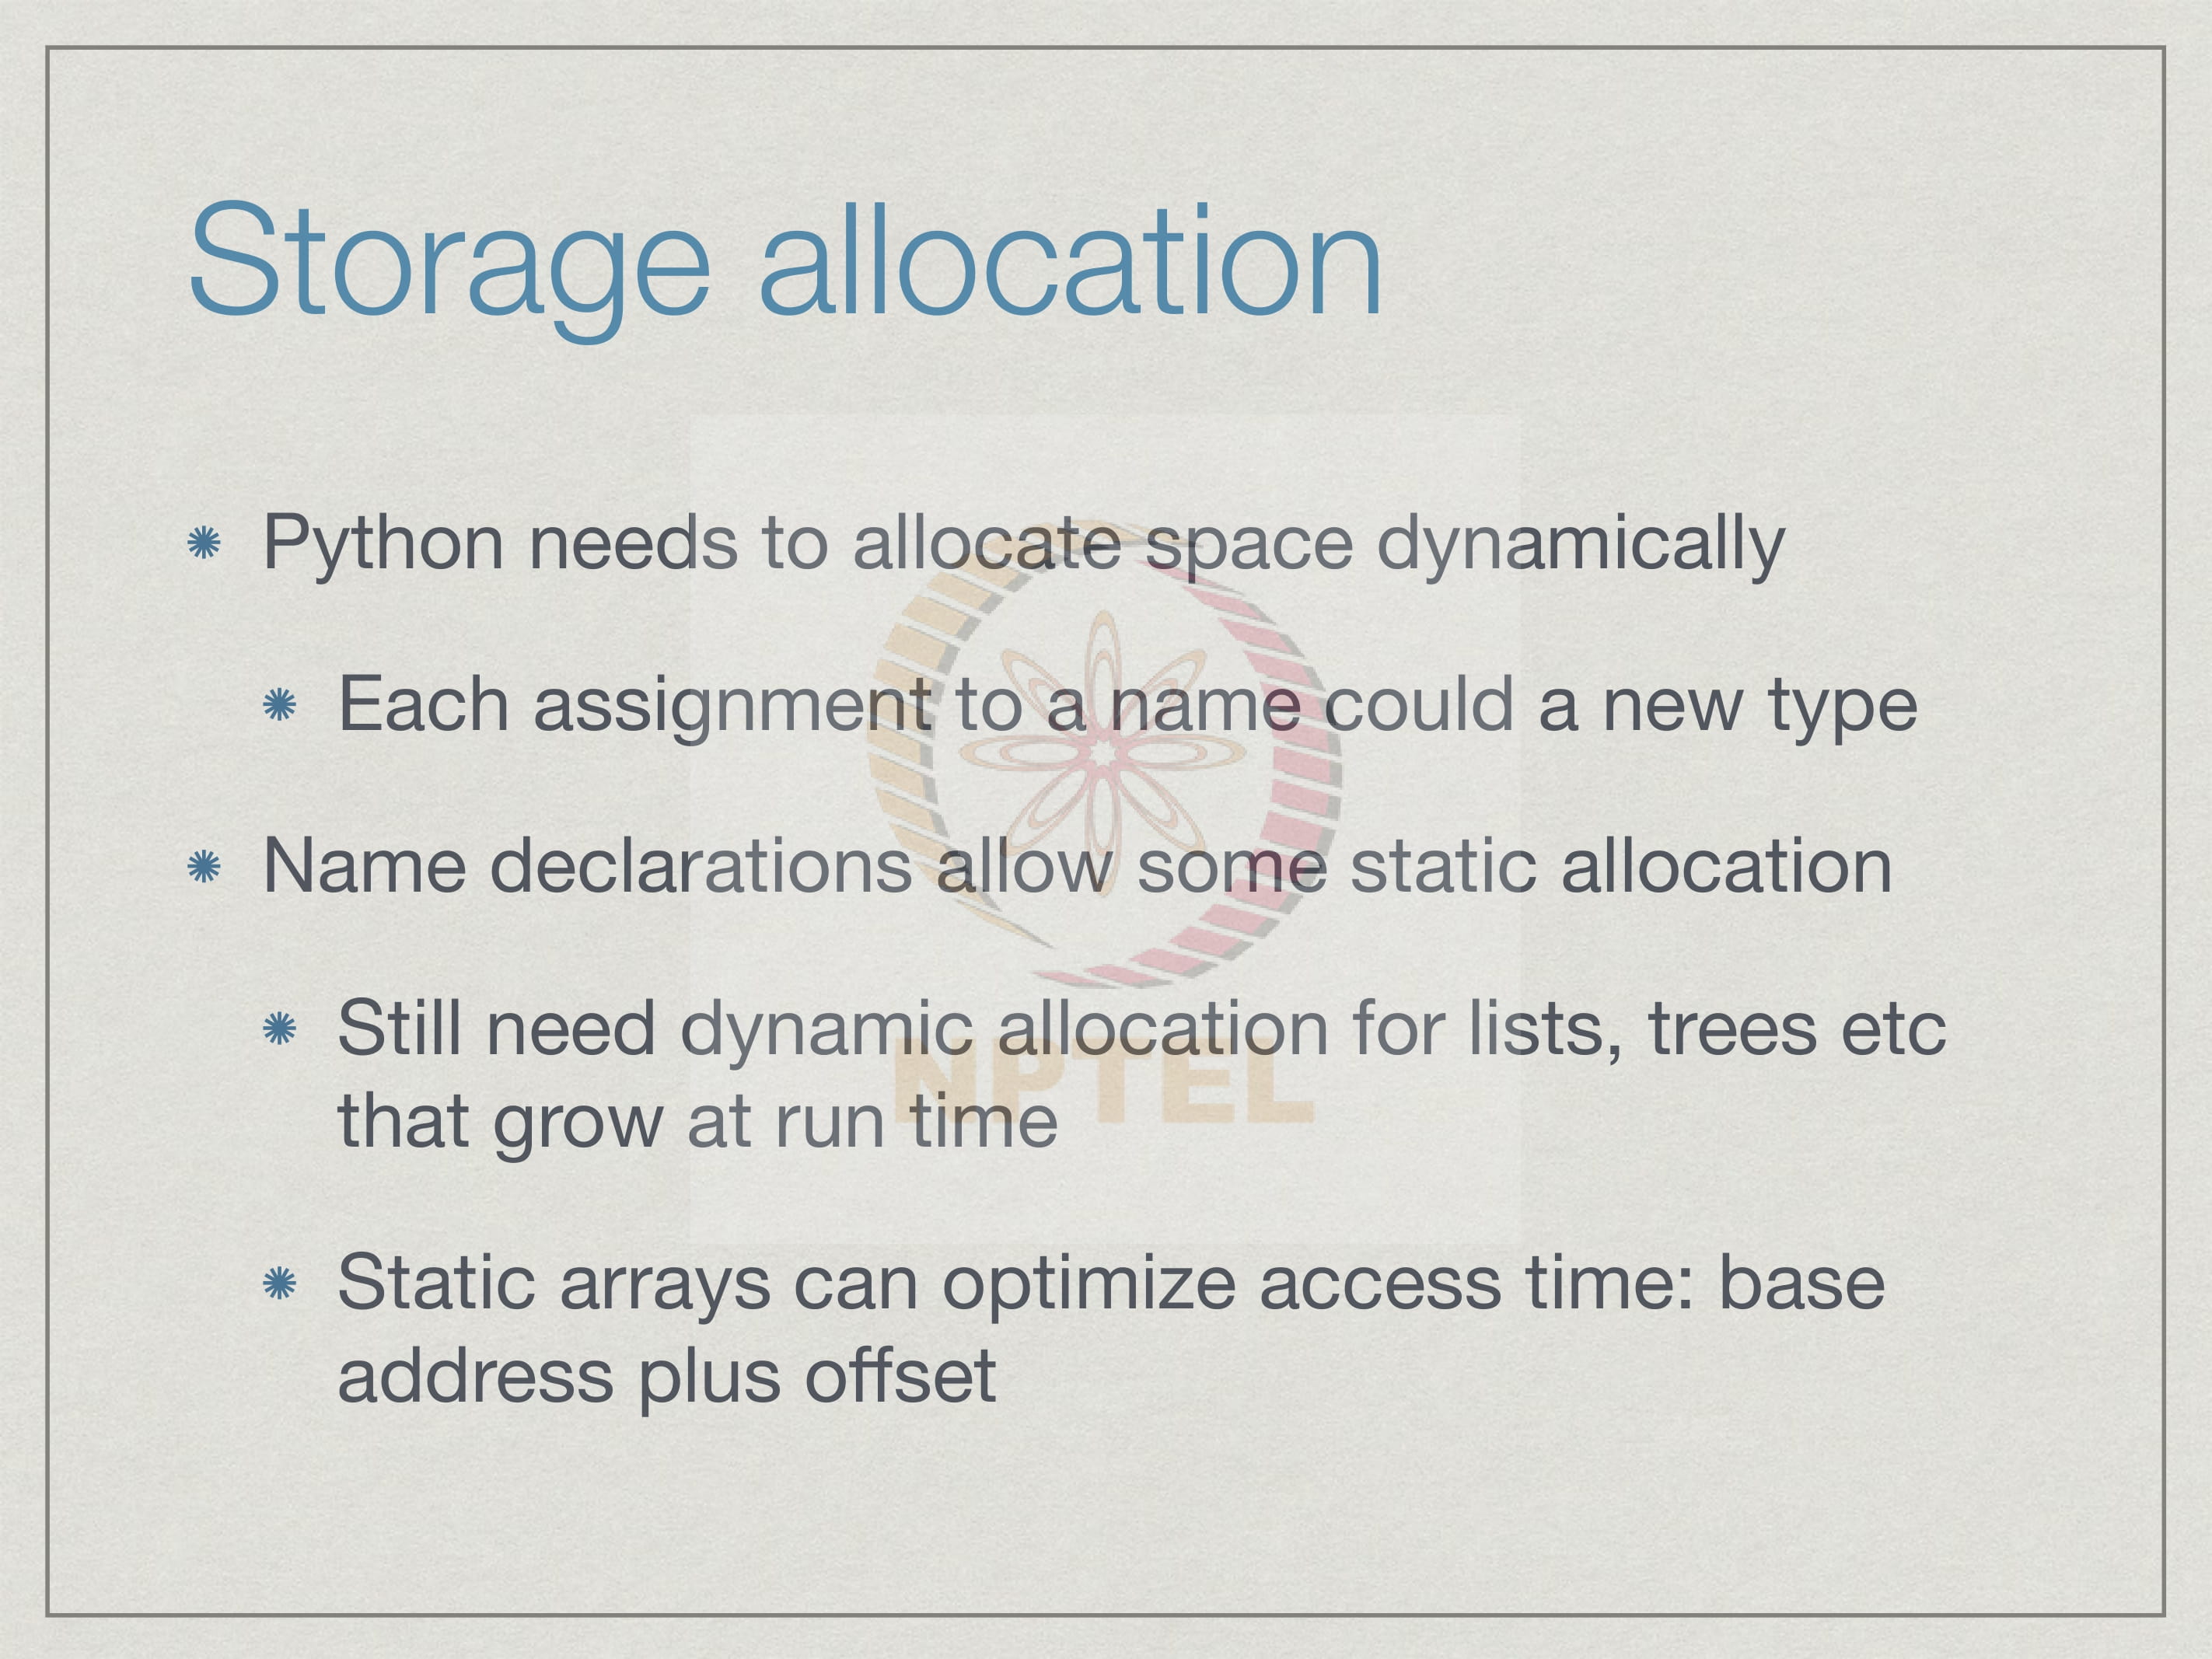 Storage allocation
Python needs to allocate space dynamically
Each assignment to a name could a new type
Name declarations allow some static allocation
Still need dynamic allocation for lists, trees etc
that grow at run time
NPTEL
Static arrays can optimize access time: base
address plus offset